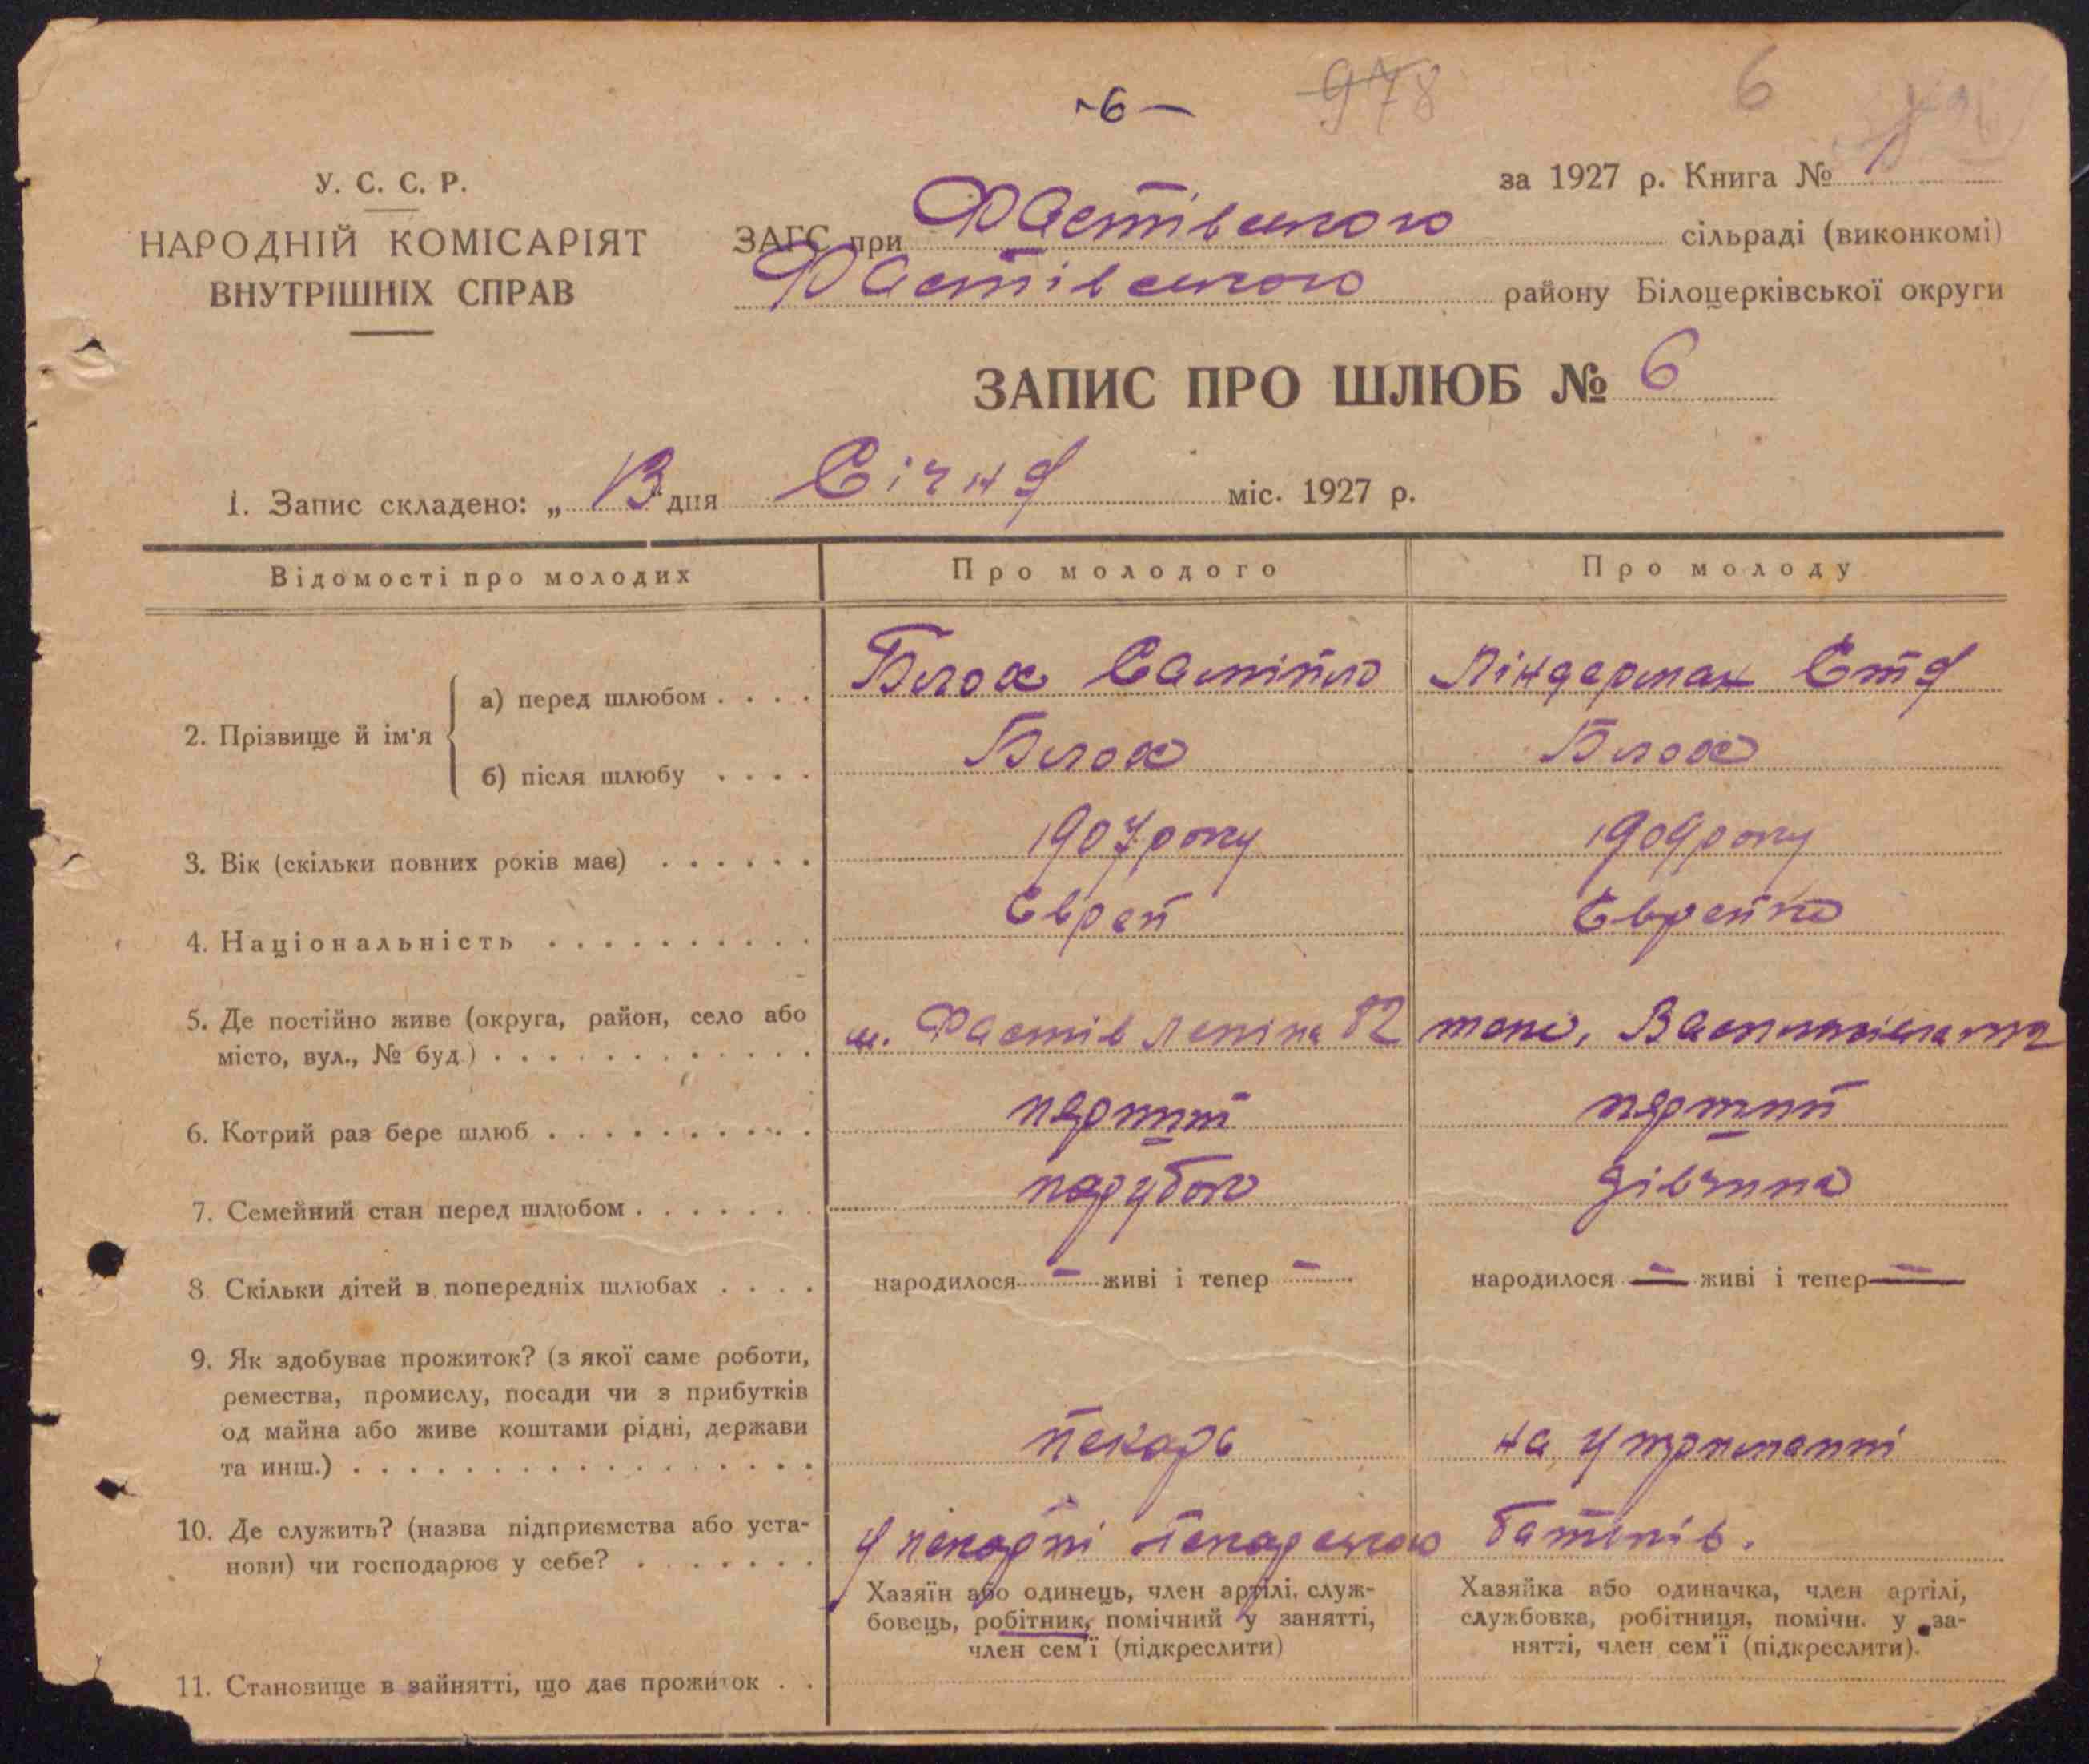 -6-
978
6
У. С. С. Р.
НАРОДНІЙ КОМІСАРІЯТ
ВНУТРІШНІХ СПРАВ
за 1927 р. Книга № 1
ЗАГС при Фастівського сільраді (виконкомі)
Фастівського району Білоцерківської округи
ЗАПИС ПРО ШЛЮБ № 6
1. Запис складено: „13" дня Січня міс. 1927 р.
Відомості про молодих
Про молодого
Про молоду
2. Прізвище й ім'я
а) перед шлюбом . . . .
Блох
Ліндерман Етя
б) після шлюбу . . . .
Блох
Блох
3. Вік (скільки повних років має) . . . . . .
1907 року
1909 року
4. Національність . . . . . . . . . .
Єврей
Єврейка
5. Де постійно живе (округа, район, село або
місто, вул., № буд.) . . . . . . . . . . . .
м. Фастів Леніна 82
теж,
6. Котрий раз бере шлюб . . . . . . . . . .
перший
перший
7. Семейний стан перед шлюбом . . . . . . .
парубок
дівчина
8. Скільки дітей в попередніх шлюбах . . . .
народилося — живі і тепер —
народилося — живі і тепер —
9. Як здобуває прожиток? (з якої саме роботи,
ремества, промислу, посади чи з прибутків
од майна або живе коштами рідні, держави
та инш.) . . . . . . . . . . . . . . . . .
пекарь
на утриманні
10. Де служить? (назва підприємства або уста-
нови) чи господарює у себе? . . . . . . .
у пекарні
батьків.
Хазяїн або одинець, член артілі, служ-
бовець, робітник, помічний у занятті,
член сем'ї (підкреслити)
Хазяйка або одиначка, член артілі,
службовка, робітниця, помічн. у за-
нятті, член сем'ї (підкреслити).
11. Становище в зайнятті, що дає прожиток . .